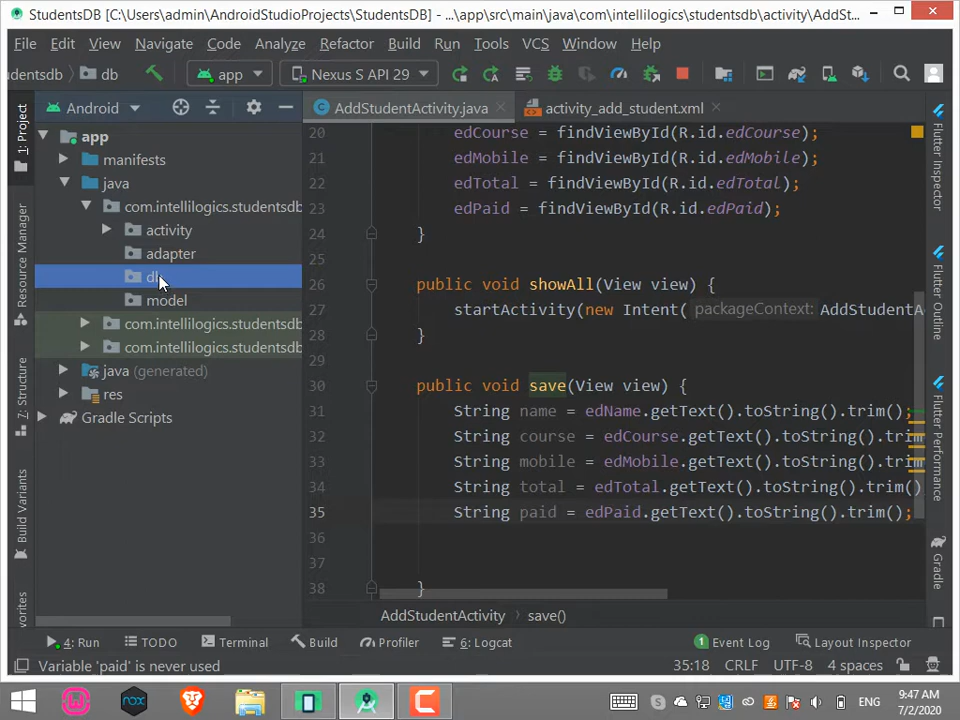 StudentsDB [C:\Users\admin\AndroidStudioProjects\StudentsDB] - ...\app\src\main\java\com\intellilogics\studentsdb\activity\AddSt...
File Edit View Navigate Code Analyze Refactor Build Run Tools VCS Window Help
udentsdb db app Nexus S API 29
Android AddStudentActivity.java activity_add_student.xml
1: Project
Resource Manager
7: Structure
Build Variants
vorites
app
manifests
java
com.intellilogics.studentsdb
activity
adapter
db
model
com.intellilogics.studentsdb
com.intellilogics.studentsdb
java (generated)
res
Gradle Scripts
20 edCourse = findViewById(R.id.edCourse);
21 edMobile = findViewById(R.id.edMobile);
22 edTotal = findViewById(R.id.edTotal);
23 edPaid = findViewById(R.id.edPaid);
24 }
25
26 public void showAll(View view) {
27 startActivity(new Intent( packageContext: AddStudentA
28 }
29
30 public void save(View view) {
31 String name = edName.getText().toString().trim();
32 String course = edCourse.getText().toString().trim
33 String mobile = edMobile.getText().toString().trim
34 String total = edTotal.getText().toString().trim()
35 String paid = edPaid.getText().toString().trim();
36
37
38 }
AddStudentActivity save()
Flutter Inspector
Flutter Outline
Flutter Performance
Gradle
4: Run TODO Terminal Build Profiler 6: Logcat 1 Event Log Layout Inspector
Variable 'paid' is never used 35:18 CRLF UTF-8 4 spaces
nox ENG 9:47 AM
7/2/2020